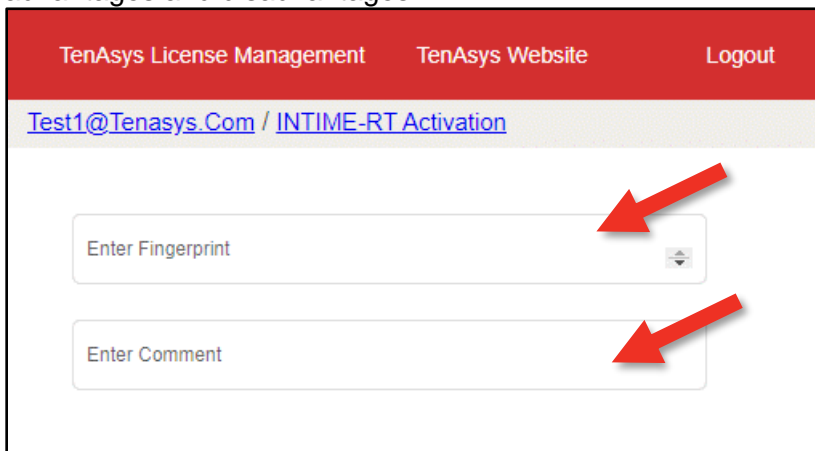 TenAsys License Management TenAsys Website Logout
Test1@Tenasys.Com / INTIME-RT Activation
Enter Fingerprint
Enter Comment